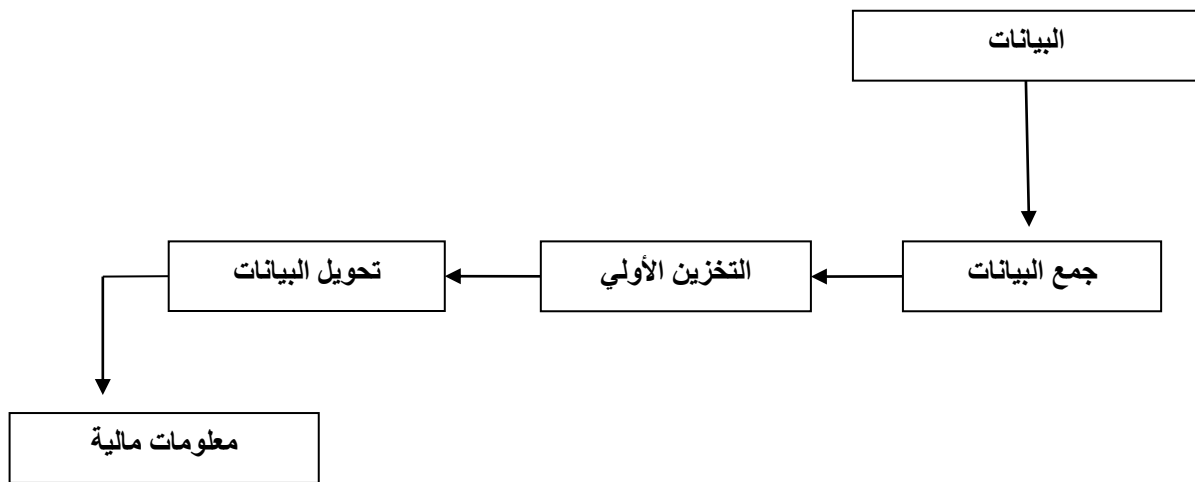 البيانات
جمع البيانات
التخزين الأولي
تحويل البيانات
معلومات مالية